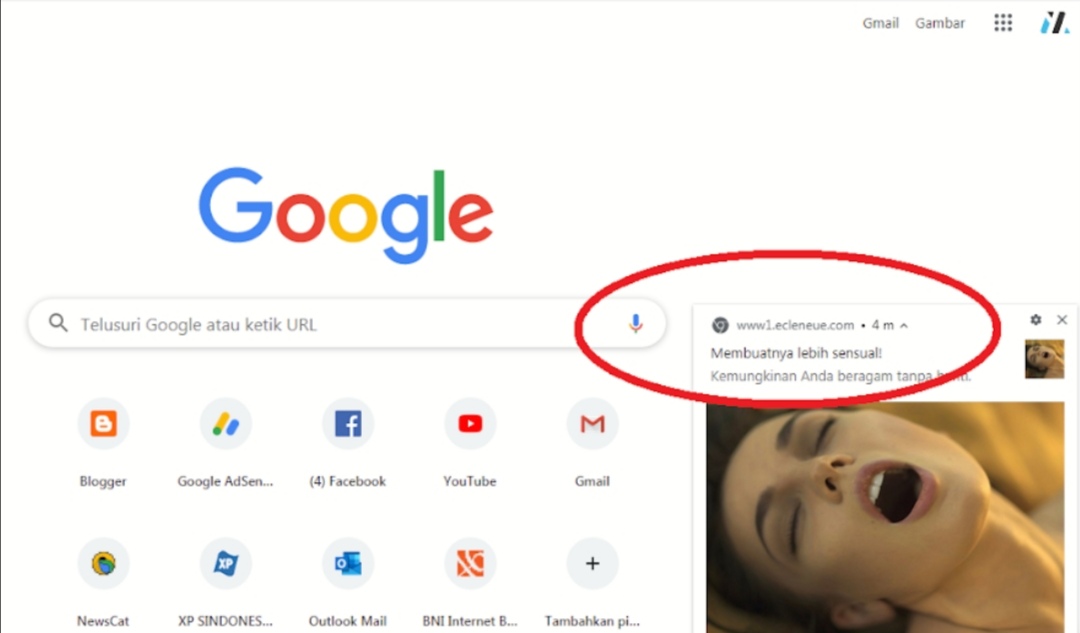 Gmail Gambar
Google
Telusuri Google atau ketik URL
www1.ecleneue.com • 4 m
Membuatnya lebih sensual!
Kemungkinan Anda beragam tanpa
Blogger
Google AdSen...
(4) Facebook
YouTube
Gmail
NewsCat
XP
XP SINDONES...
Outlook Mail
BNI Internet B...
Tambahkan pi...